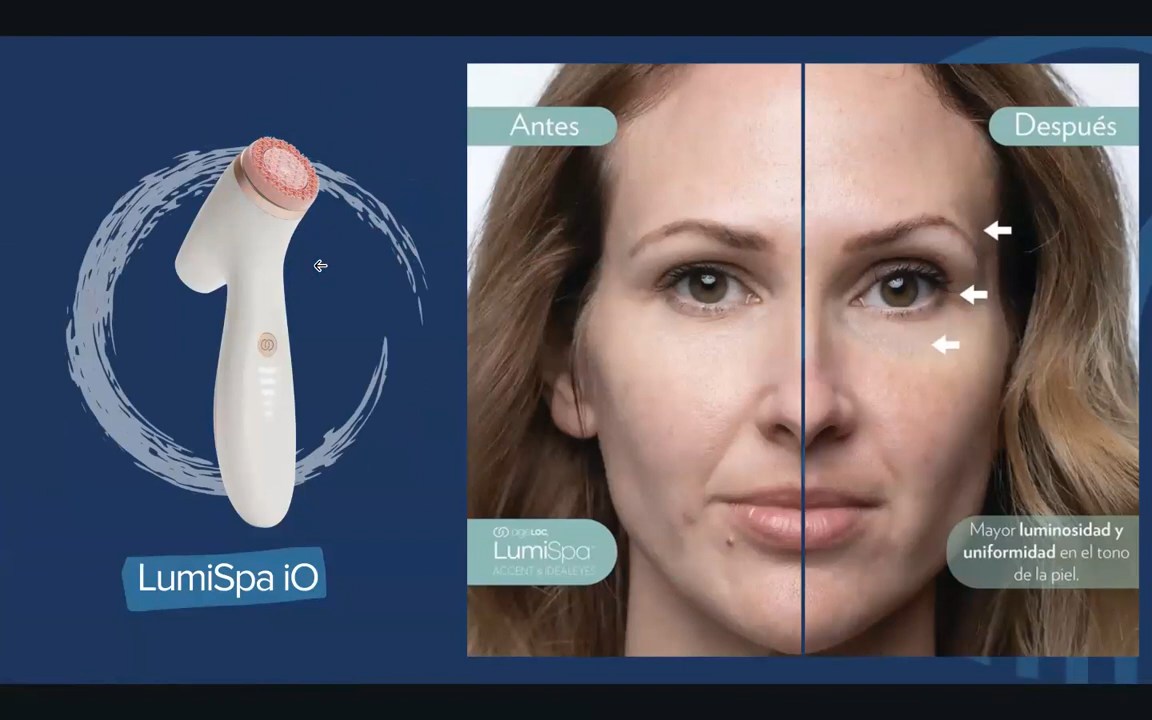 Antes
Después
ageLOC
LumiSpa
ACCENT & IDEALEYES
Mayor luminosidad y
uniformidad en el tono
de la piel.
LumiSpa iO